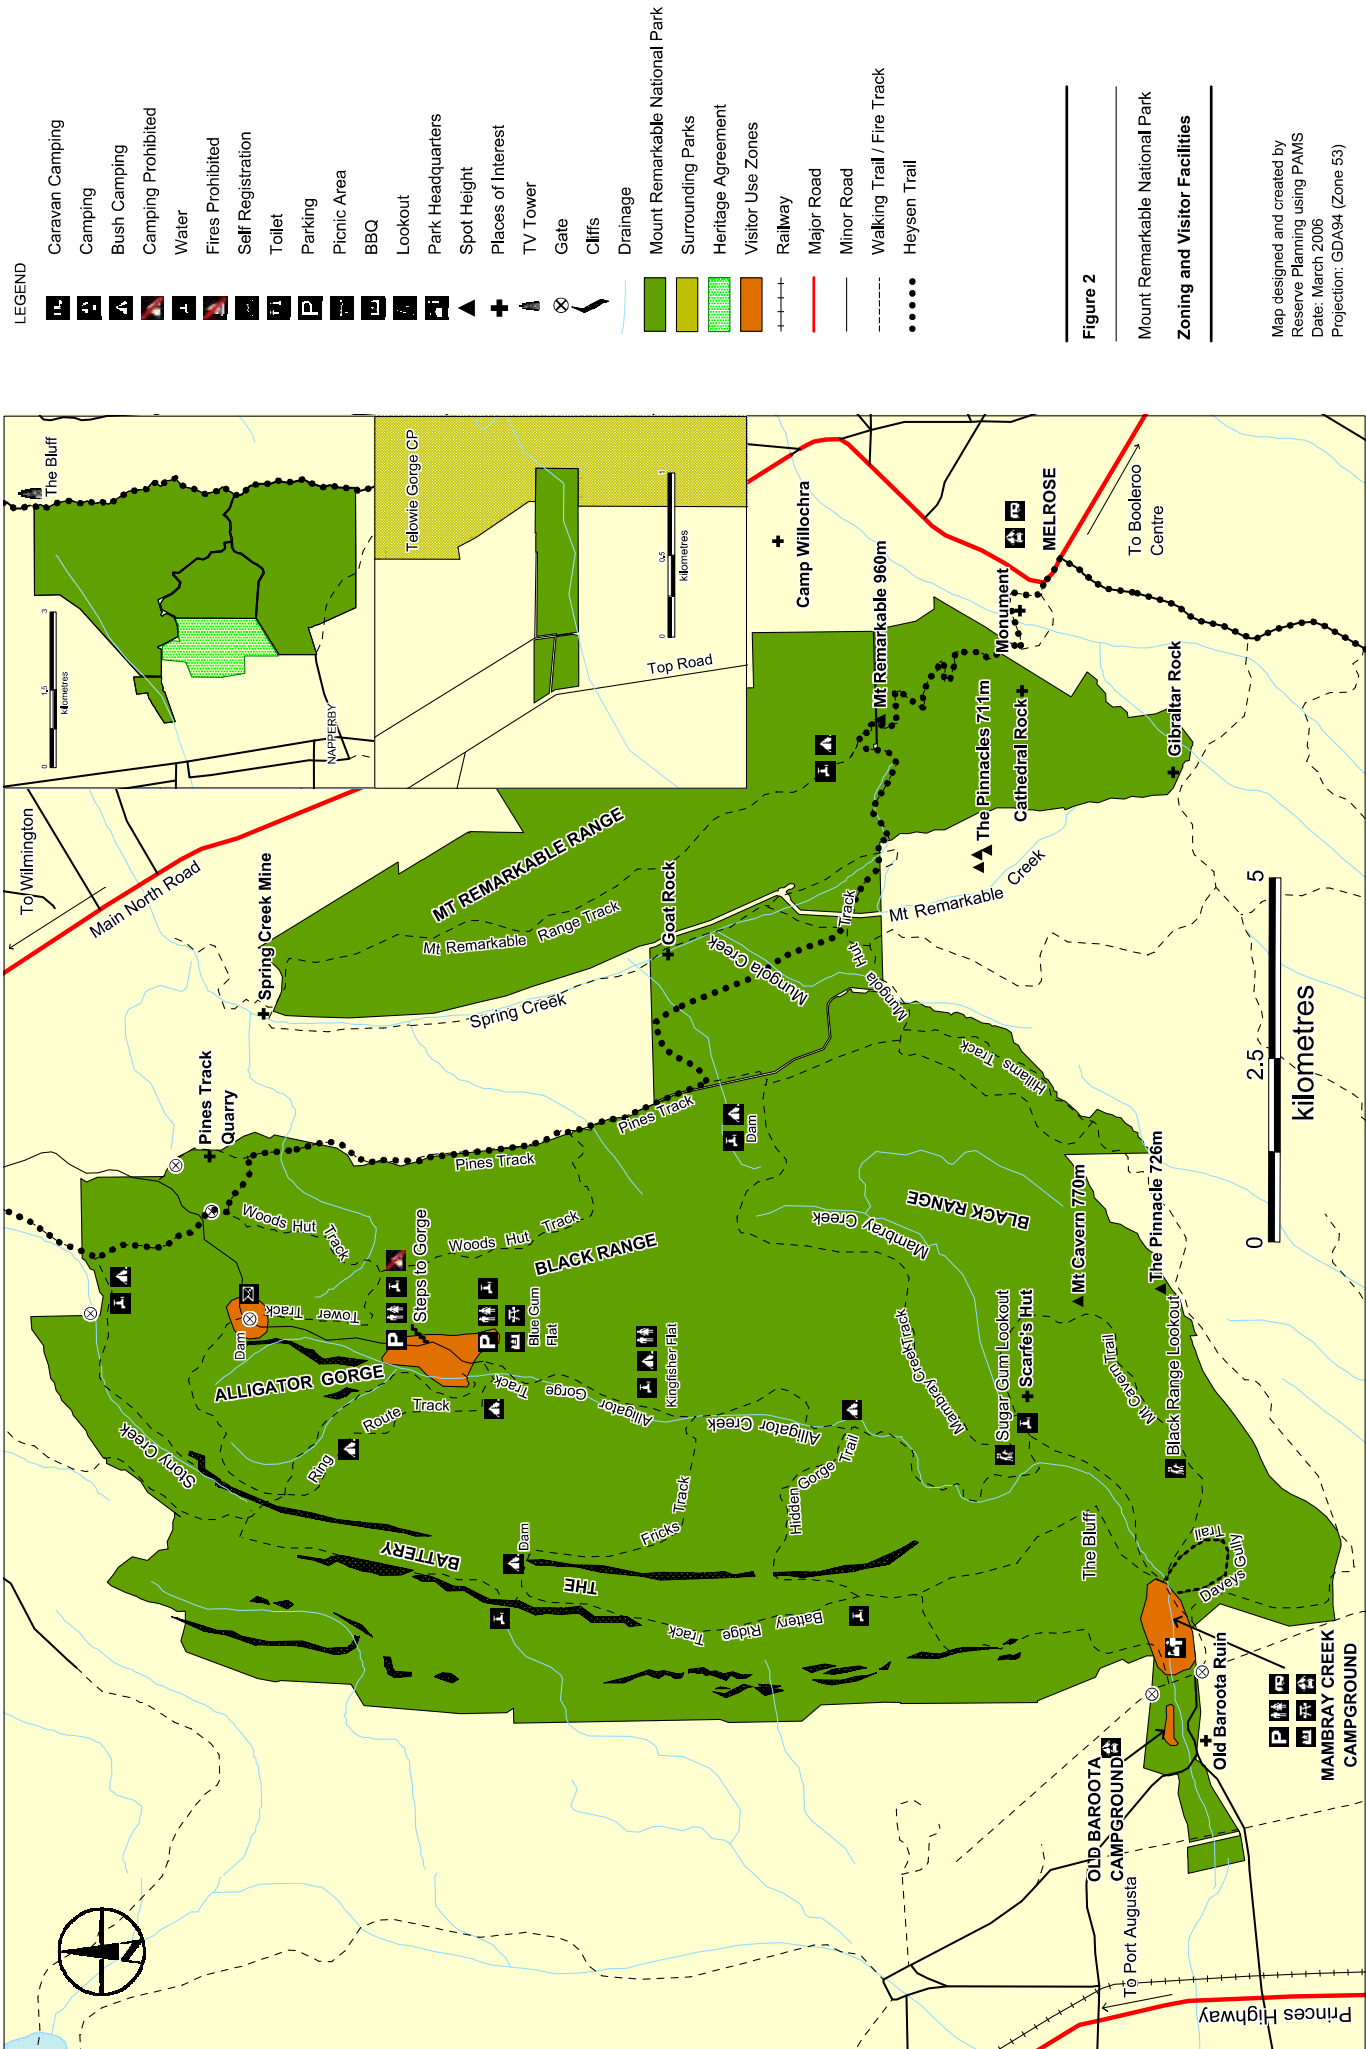 LEGEND
Caravan Camping
Camping
Bush Camping
Camping Prohibited
Water
Fires Prohibited
Self Registration
Toilet
Parking
Picnic Area
BBQ
Lookout
Park Headquarters
Spot Height
Places of Interest
TV Tower
Gate
Cliffs
Drainage
Mount Remarkable National Park
Surrounding Parks
Heritage Agreement
Visitor Use Zones
Railway
Major Road
Minor Road
Walking Trail / Fire Track
Heysen Trail
Figure 2
Mount Remarkable National Park
Zoning and Visitor Facilities
Map designed and created by
Reserve Planning using PAMS
Date: March 2006
Projection: GDA94 (Zone 53)
The Bluff
0 1.5 3
kilometres
NAPPERBY
Telowie Gorge CP
0 0.5 1
kilometres
Top Road
To Wilmington
Main North Road
Spring Creek Mine
MT REMARKABLE RANGE
Mt Remarkable Range Track
Goat Rock
Spring Creek
Mungola Creek
Mungola Hut Track
Mt Remarkable Creek
Camp Willochra
Mt Remarkable 960m
The Pinnacles 711m
Cathedral Rock
Monument
MELROSE
To Booleroo
Centre
Gibraltar Rock
0 2.5 5
kilometres
Pines Track
Quarry
Pines Track
Pines Track
Woods Hut Track
Woods Hut Track
Tower Track
Dam
Steps to Gorge
P
P
Blue Gum
Flat
BLACK RANGE
ALLIGATOR GORGE
Ring Route Track
Stony Creek
Alligator Gorge Track
Kingfisher Flat
Alligator Creek
Hidden Gorge Trail
Fricks Track
THE BATTERY
Dam
Battery Ridge Track
Dam
Hilams Track
BLACK RANGE
Mambray Creek
Mambray Creek Track
Mt Cavern 770m
The Pinnacle 726m
Sugar Gum Lookout
Scarfe's Hut
Mt Cavern Trail
Black Range Lookout
The Bluff
Daveys Gully Trail
Old Baroota Ruin
P
MAMBRAY CREEK
CAMPGROUND
OLD BAROOTA
CAMPGROUND
To Port Augusta
Princes Highway
N